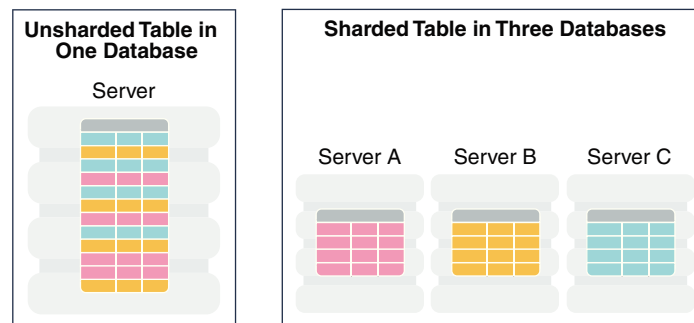 Unsharded Table in
One Database
Server
Sharded Table in Three Databases
Server A
Server B
Server C